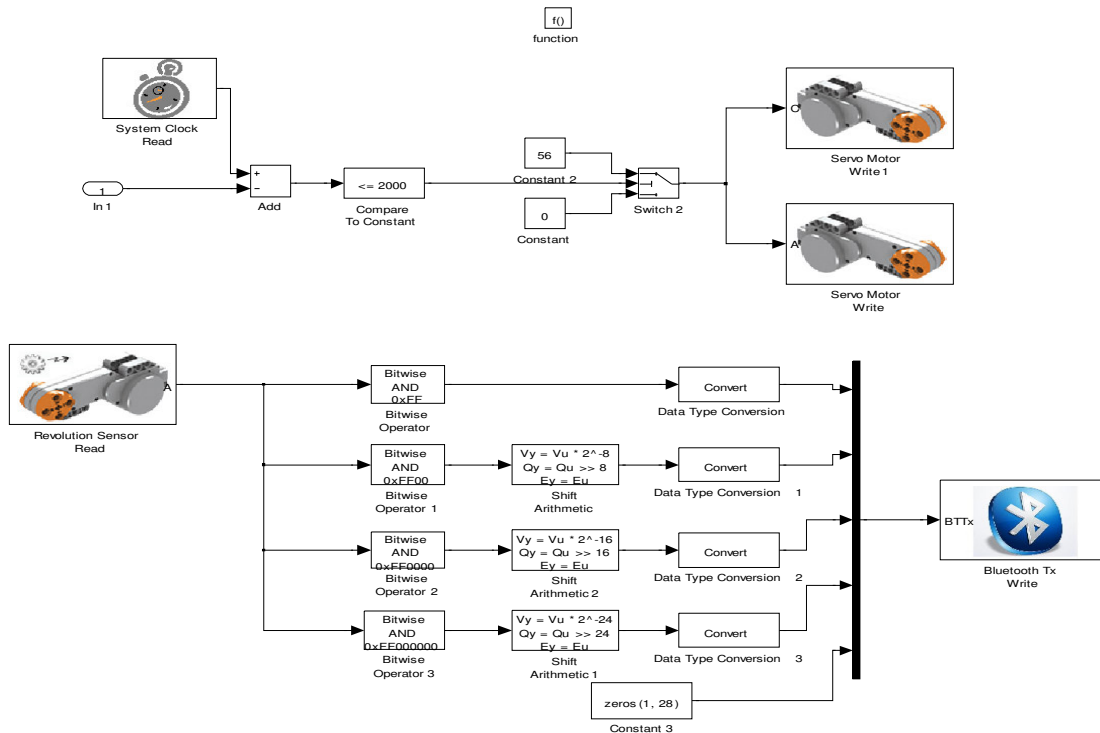 f()
function
System Clock
Read
1
In 1
+
−
Add
<= 2000
Compare
To Constant
56
Constant 2
0
Constant
Switch 2
C
Servo Motor
Write 1
A
Servo Motor
Write
A
Revolution Sensor
Read
Bitwise
AND
0xFF
Bitwise
Operator
Convert
Data Type Conversion
Bitwise
AND
0xFF00
Bitwise
Operator 1
Vy = Vu * 2^-8
Qy = Qu >> 8
Ey = Eu
Shift
Arithmetic
Convert
Data Type Conversion 1
Bitwise
AND
0xFF0000
Bitwise
Operator 2
Vy = Vu * 2^-16
Qy = Qu >> 16
Ey = Eu
Shift
Arithmetic 2
Convert
Data Type Conversion 2
Bitwise
AND
0xFF000000
Bitwise
Operator 3
Vy = Vu * 2^-24
Qy = Qu >> 24
Ey = Eu
Shift
Arithmetic 1
Convert
Data Type Conversion 3
zeros(1, 28)
Constant 3
BTTx
Bluetooth Tx
Write